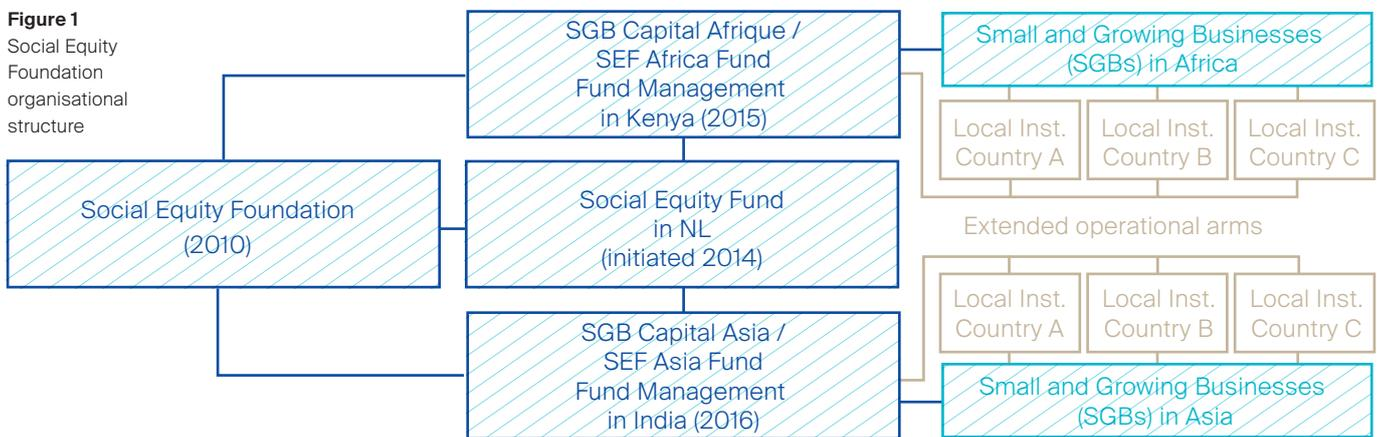 Figure 1
Social Equity
Foundation
organisational
structure
SGB Capital Afrique /
SEF Africa Fund
Fund Management
in Kenya (2015)
Small and Growing Businesses
(SGBs) in Africa
Local Inst.
Country A
Local Inst.
Country B
Local Inst.
Country C
Social Equity Foundation
(2010)
Social Equity Fund
in NL
(initiated 2014)
Extended operational arms
Local Inst.
Country A
Local Inst.
Country B
Local Inst.
Country C
SGB Capital Asia /
SEF Asia Fund
Fund Management
in India (2016)
Small and Growing Businesses
(SGBs) in Asia